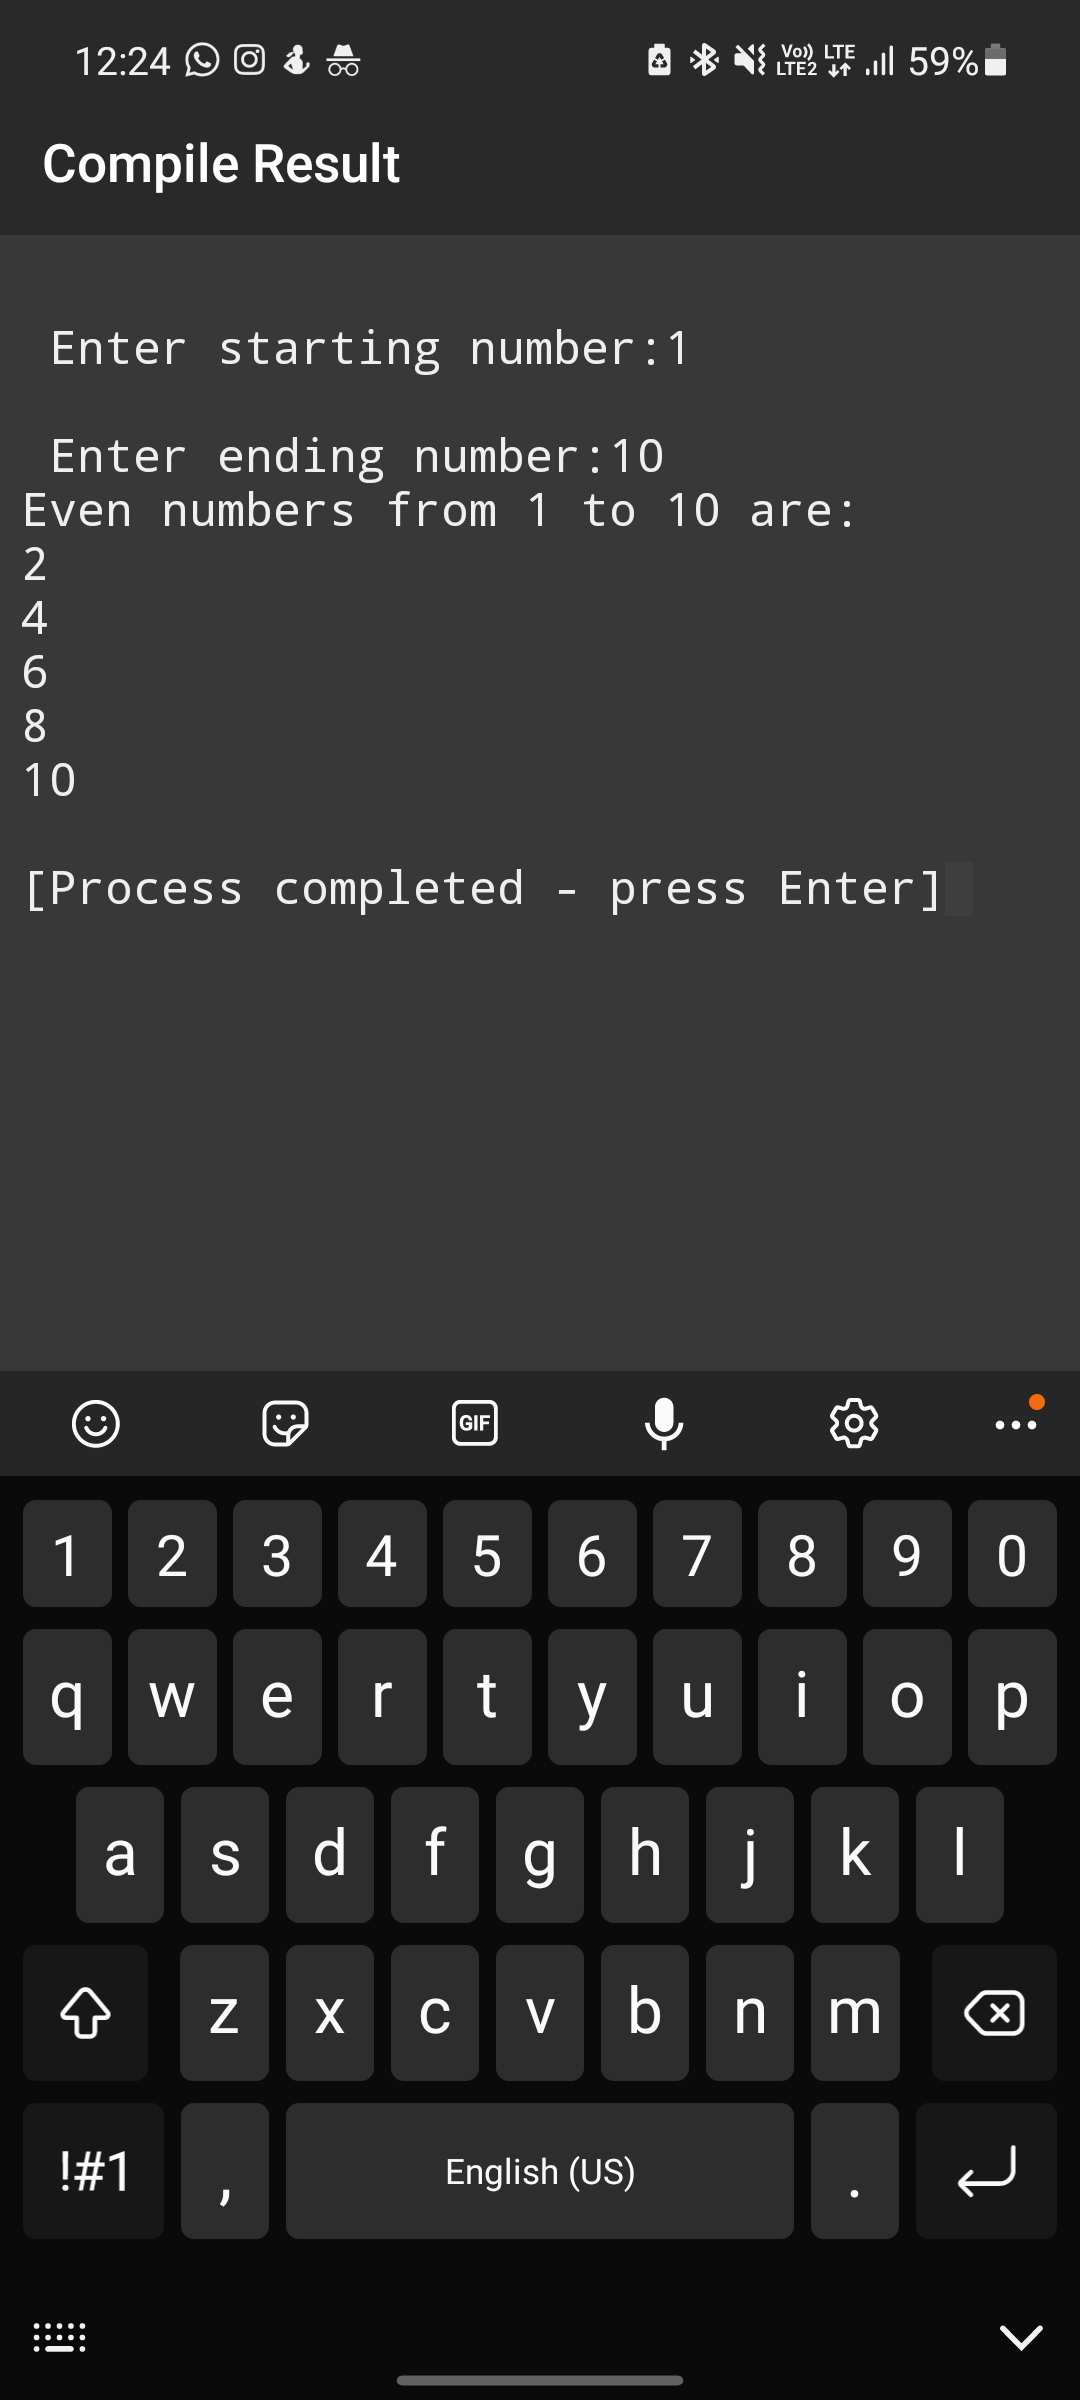 12:24 Vo)) LTE2 LTE 59%
Compile Result
Enter starting number:1
Enter ending number:10
Even numbers from 1 to 10 are:
2
4
6
8
10
[Process completed - press Enter]
GIF
1 2 3 4 5 6 7 8 9 0
q w e r t y u i o p
a s d f g h j k l
z x c v b n m
!#1 , English (US) .